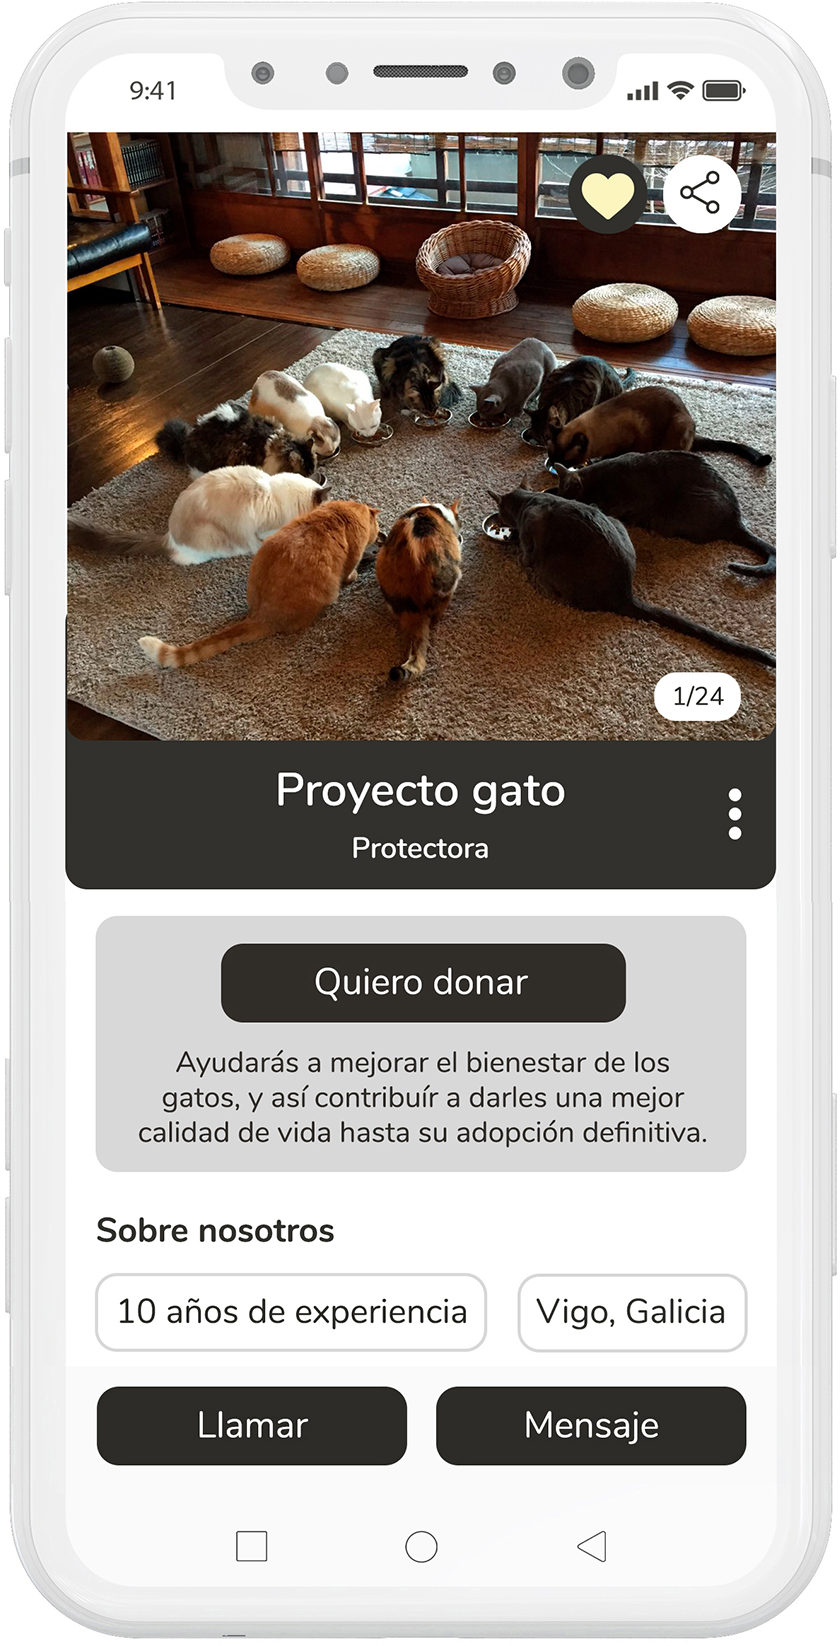 9:41
1/24
Proyecto gato
Protectora
Quiero donar
Ayudarás a mejorar el bienestar de los
gatos, y así contribuír a darles una mejor
calidad de vida hasta su adopción definitiva.
Sobre nosotros
10 años de experiencia
Vigo, Galicia
Llamar
Mensaje